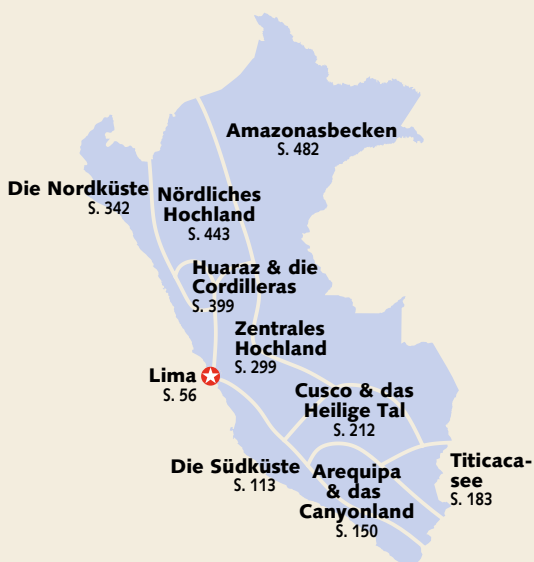 Amazonasbecken
S. 482
Die Nordküste
S. 342
Nördliches
Hochland
S. 443
Huaraz & die
Cordilleras
S. 399
Zentrales
Hochland
S. 299
Lima
S. 56
Cusco & das
Heilige Tal
S. 212
Die Südküste
S. 113
Arequipa
& das
Canyonland
S. 150
Titicaca-
see
S. 183